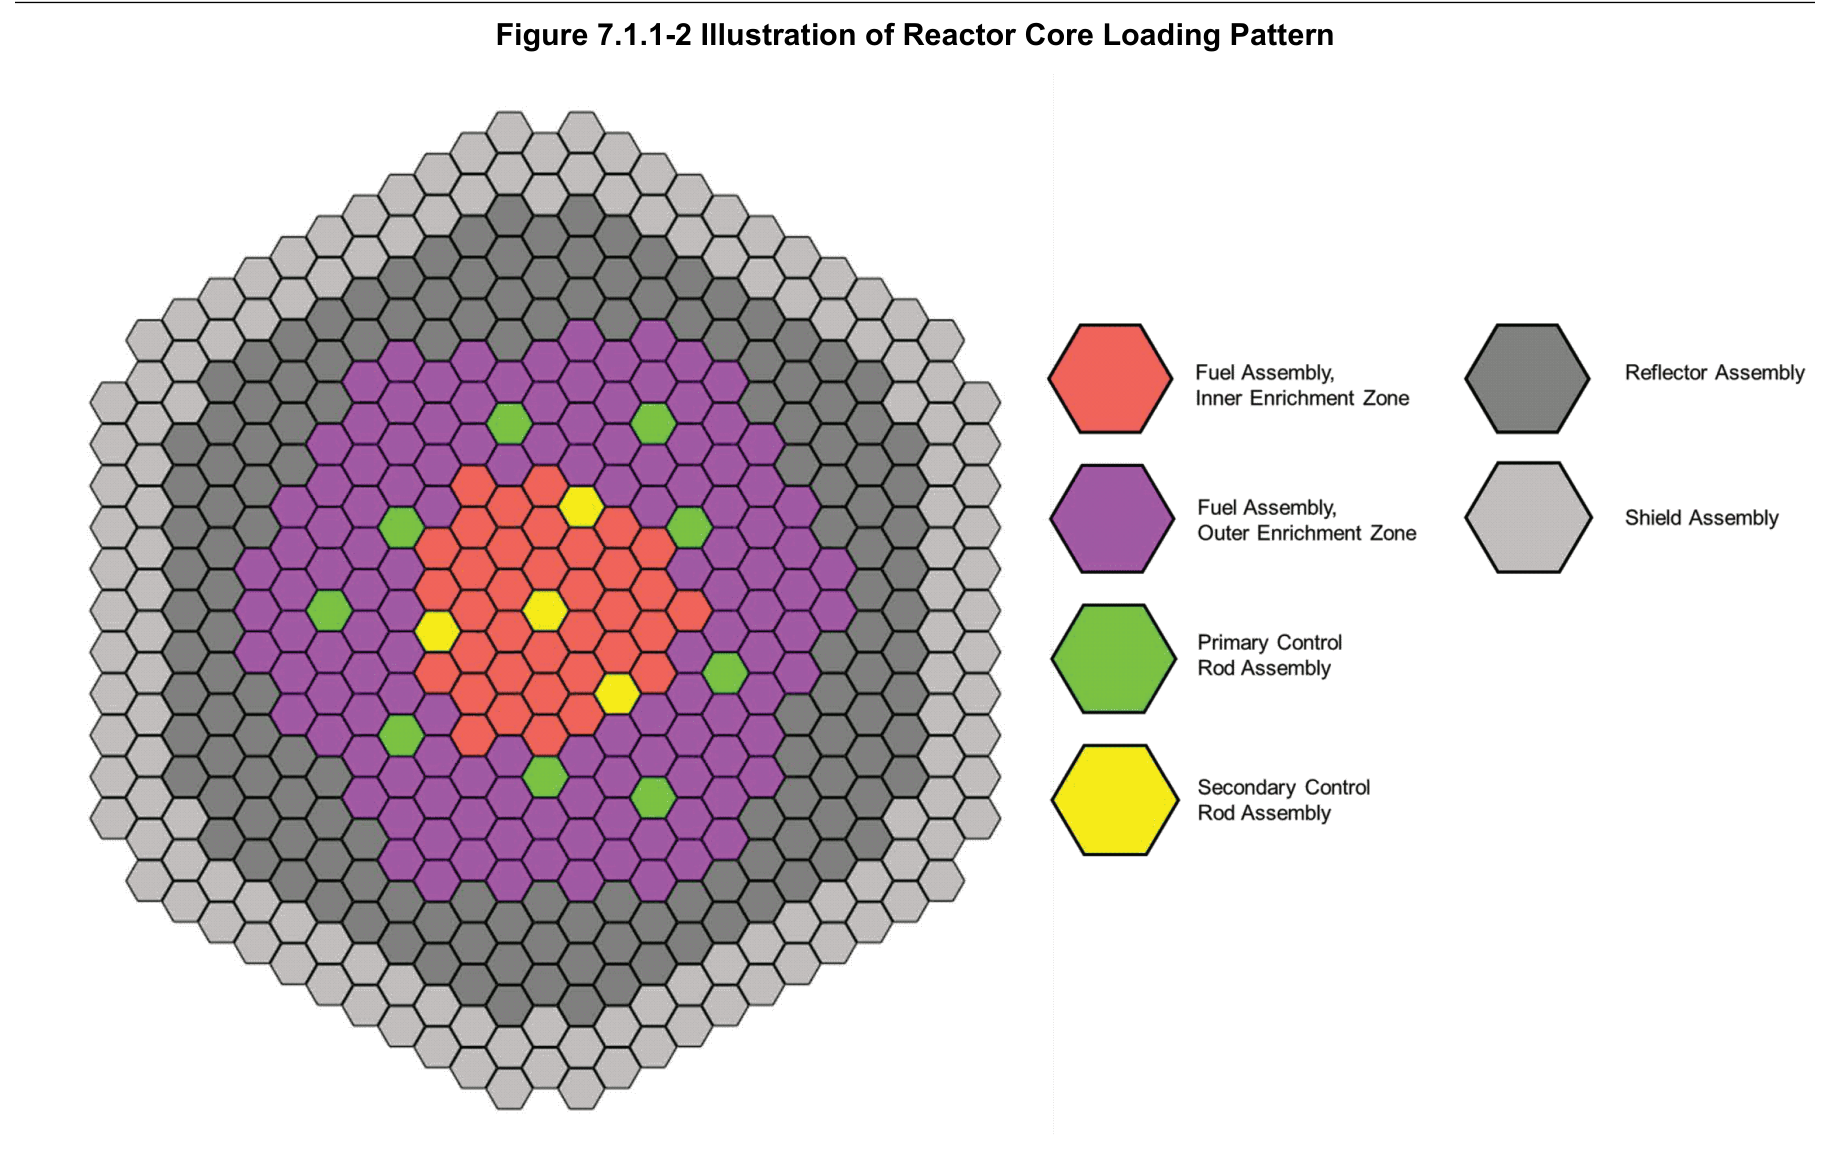 Figure 7.1.1-2 Illustration of Reactor Core Loading Pattern
Fuel Assembly,
Inner Enrichment Zone
Reflector Assembly
Fuel Assembly,
Outer Enrichment Zone
Shield Assembly
Primary Control
Rod Assembly
Secondary Control
Rod Assembly